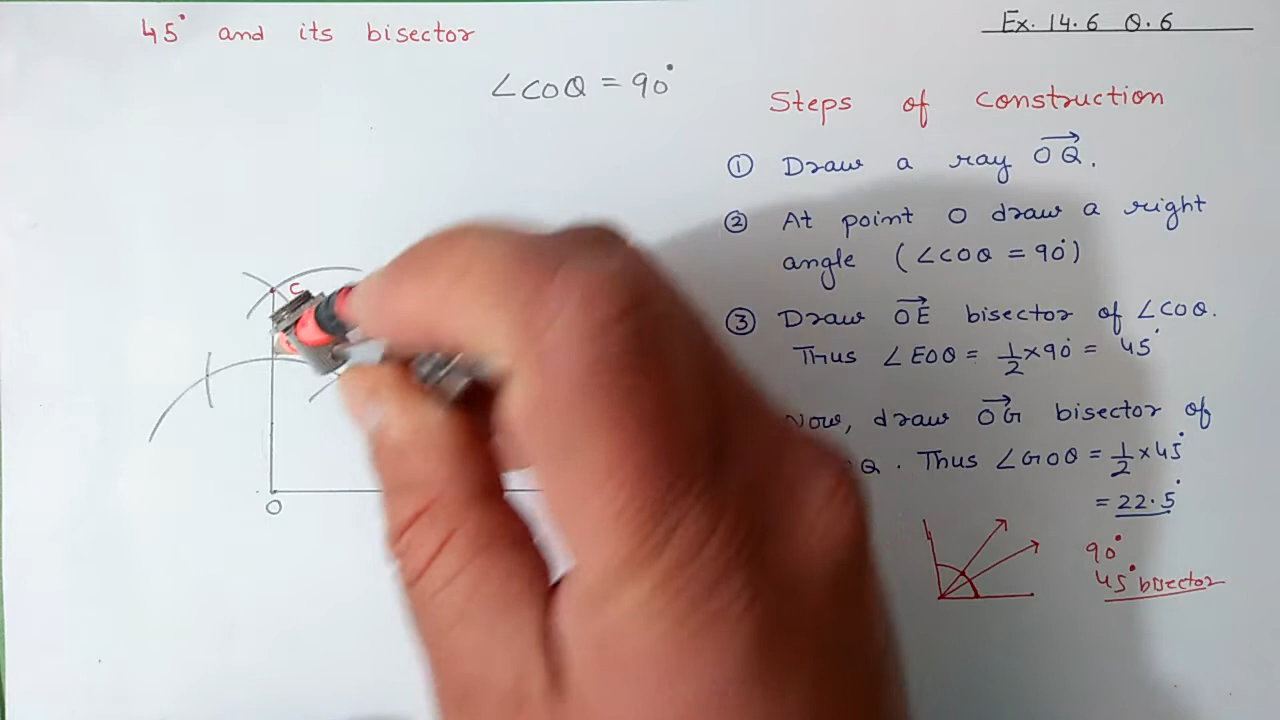 45° and its bisector
Ex. 14.6 Q.6
∠COQ = 90°
Steps of construction
① Draw a ray OQ.
② At point O draw a right
angle (∠COQ = 90°)
③ Draw OE bisector of ∠COQ.
Thus ∠EOQ = 1/2 × 90° = 45°
Now, draw OG bisector of
Q. Thus ∠GOQ = 1/2 × 45°
= 22.5°
C
O
90°
45° bisector